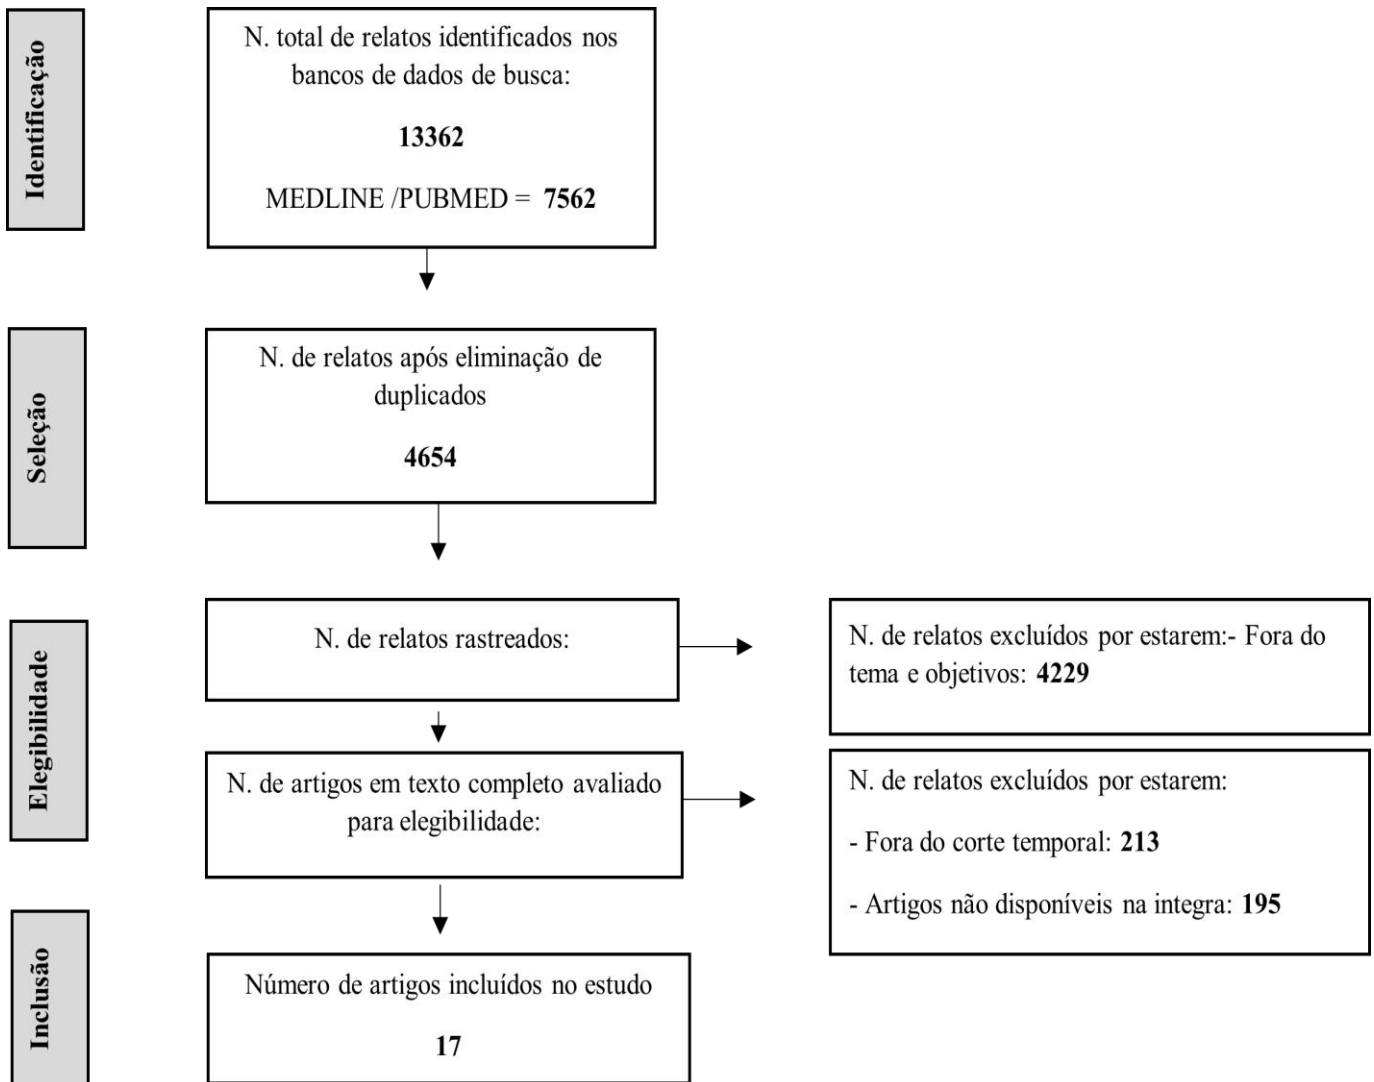 Identificação
N. total de relatos identificados nos
bancos de dados de busca:
13362
MEDLINE /PUBMED = 7562
Seleção
N. de relatos após eliminação de
duplicados
4654
Elegibilidade
N. de relatos rastreados:
N. de relatos excluídos por estarem:- Fora do
tema e objetivos: 4229
N. de artigos em texto completo avaliado
para elegibilidade:
N. de relatos excluídos por estarem:
- Fora do corte temporal: 213
- Artigos não disponíveis na integra: 195
Inclusão
Número de artigos incluídos no estudo
17